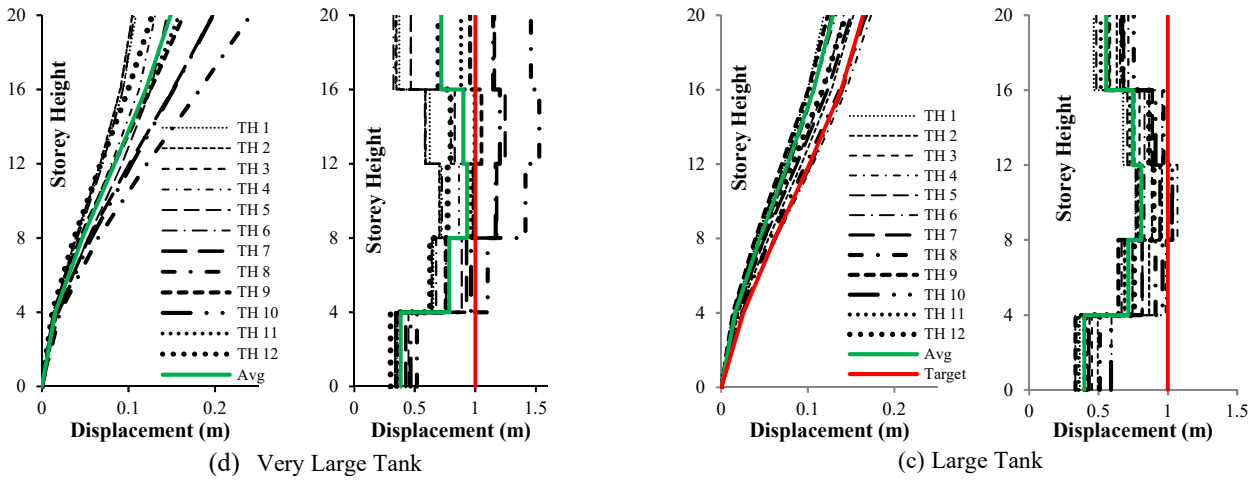 20
16
12
8
4
0
0
0.1
0.2
Storey Height
TH 1
TH 2
TH 3
TH 4
TH 5
TH 6
TH 7
TH 8
TH 9
TH 10
TH 11
TH 12
Avg
Displacement (m)
20
16
12
8
4
0
0
0.5
1
1.5
Storey Height
Displacement (m)
(d) Very Large Tank
20
16
12
8
4
0
0
0.1
0.2
Storey Height
TH 1
TH 2
TH 3
TH 4
TH 5
TH 6
TH 7
TH 8
TH 9
TH 10
TH 11
TH 12
Avg
Target
Displacement (m)
20
16
12
8
4
0
0
0.5
1
1.5
Storey Height
Displacement (m)
(c) Large Tank